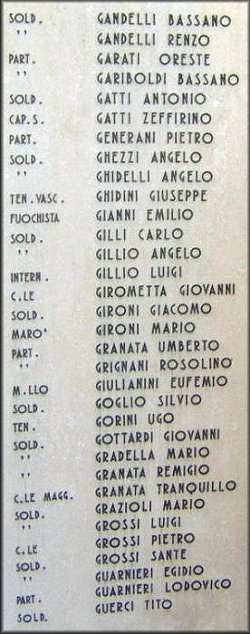 SOLD. GANDELLI BASSANO
'' GANDELLI RENZO
PART. GARATI ORESTE
'' GARIBOLDI BASSANO
SOLD. GATTI ANTONIO
CAP. S. GATTI ZEFFIRINO
PART. GENERANI PIETRO
SOLD. GHEZZI ANGELO
'' GHIDELLI ANGELO
TEN. VASC. GHIDINI GIUSEPPE
FUOCHISTA GIANNI EMILIO
SOLD. GILLI CARLO
'' GILLIO ANGELO
INTERN. GILLIO LUIGI
C.LE GIROMETTA GIOVANNI
SOLD. GIRONI GIACOMO
MARO' GIRONI MARIO
PART. GRANATA UMBERTO
'' GRIGNANI ROSOLINO
M.LLO GIULIANINI EUFEMIO
SOLD. GOGLIO SILVIO
TEN. GORINI UGO
SOLD. GOTTARDI GIOVANNI
'' GRADELLA MARIO
'' GRANATA REMIGIO
C.LE MAGG. GRANATA TRANQUILLO
SOLD. GRAZIOLI MARIO
'' GROSSI LUIGI
C.LE GROSSI PIETRO
SOLD. GROSSI SANTE
'' GUARNIERI EGIDIO
PART. GUARNIERI LODOVICO
SOLD. GUERCI TITO